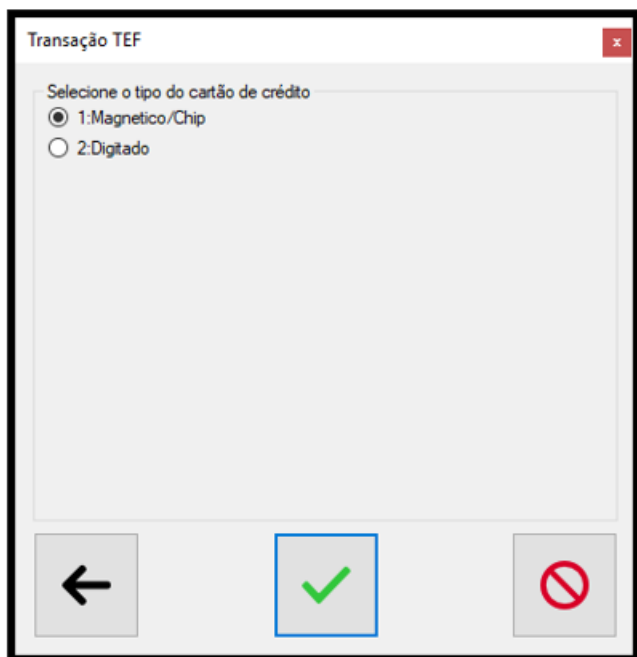 Transação TEF
x
Selecione o tipo do cartão de crédito
1:Magnetico/Chip
2:Digitado